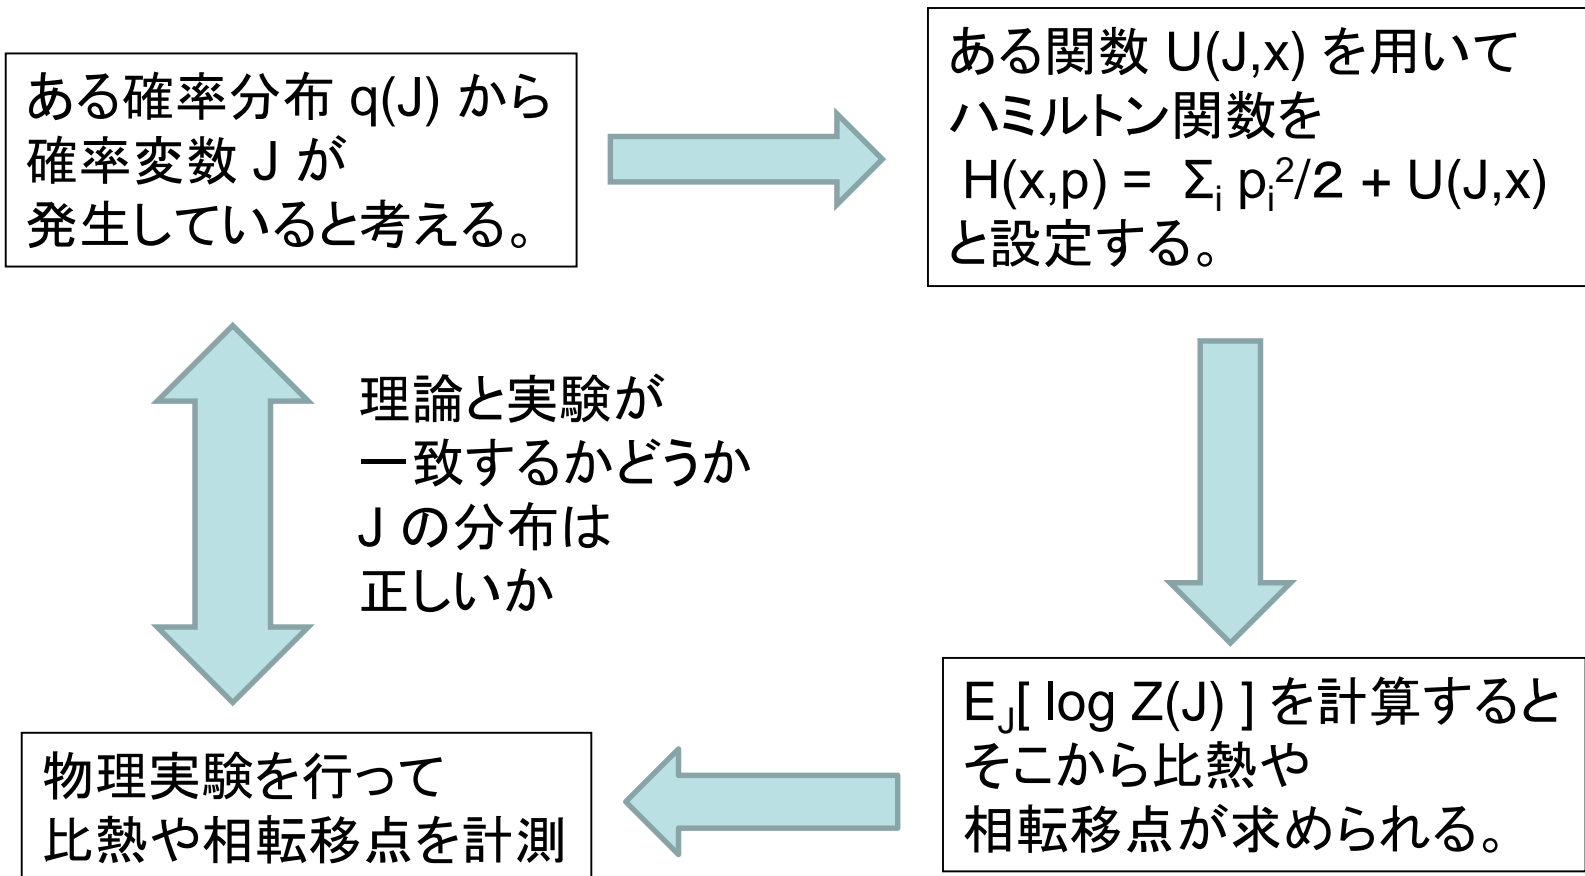 ある確率分布 q(J) から
確率変数 J が
発生していると考える。
ある関数 U(J,x) を用いて
ハミルトン関数を
H(x,p) = Σi pi²/2 + U(J,x)
と設定する。
理論と実験が
一致するかどうか
J の分布は
正しいか
EJ[ log Z(J) ] を計算すると
そこから比熱や
相転移点が求められる。
物理実験を行って
比熱や相転移点を計測